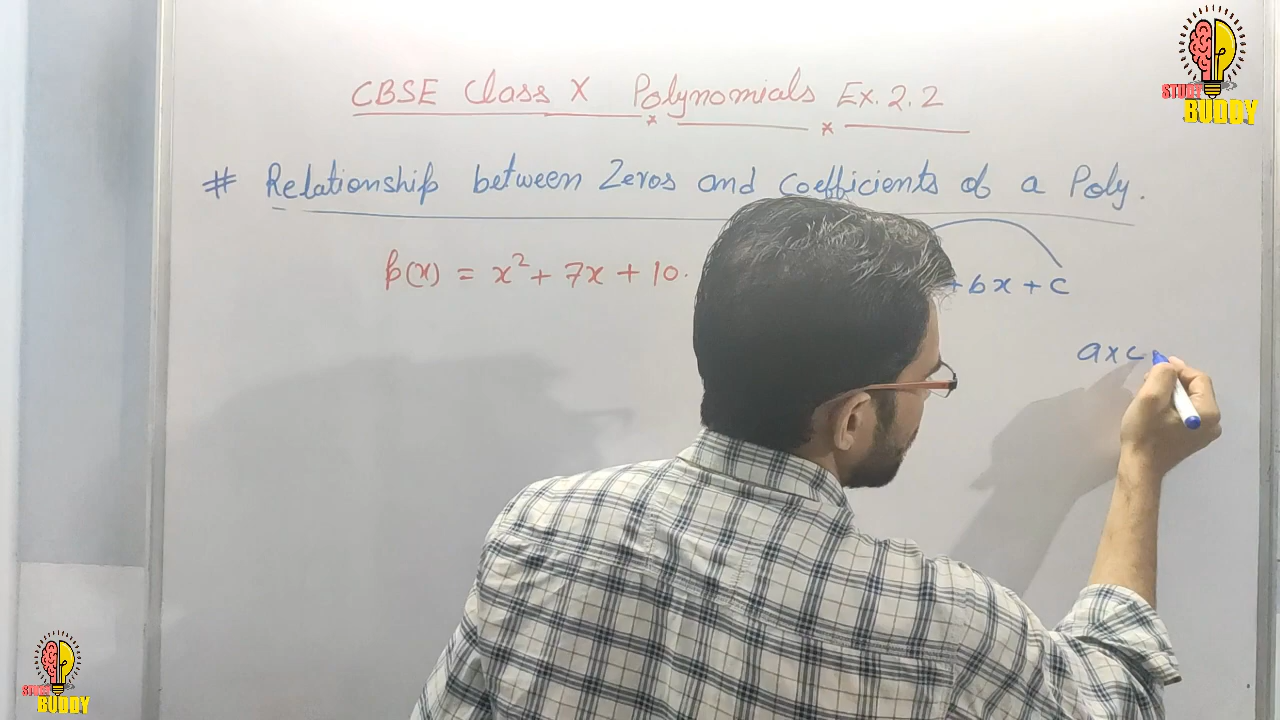 STUDY
BUDDY
CBSE Class X Polynomials Ex. 2.2
# Relationship between Zeros and Coefficients of a Poly.
p(x) = x² + 7x + 10.
+ bx + c
a x c
STUDY
BUDDY